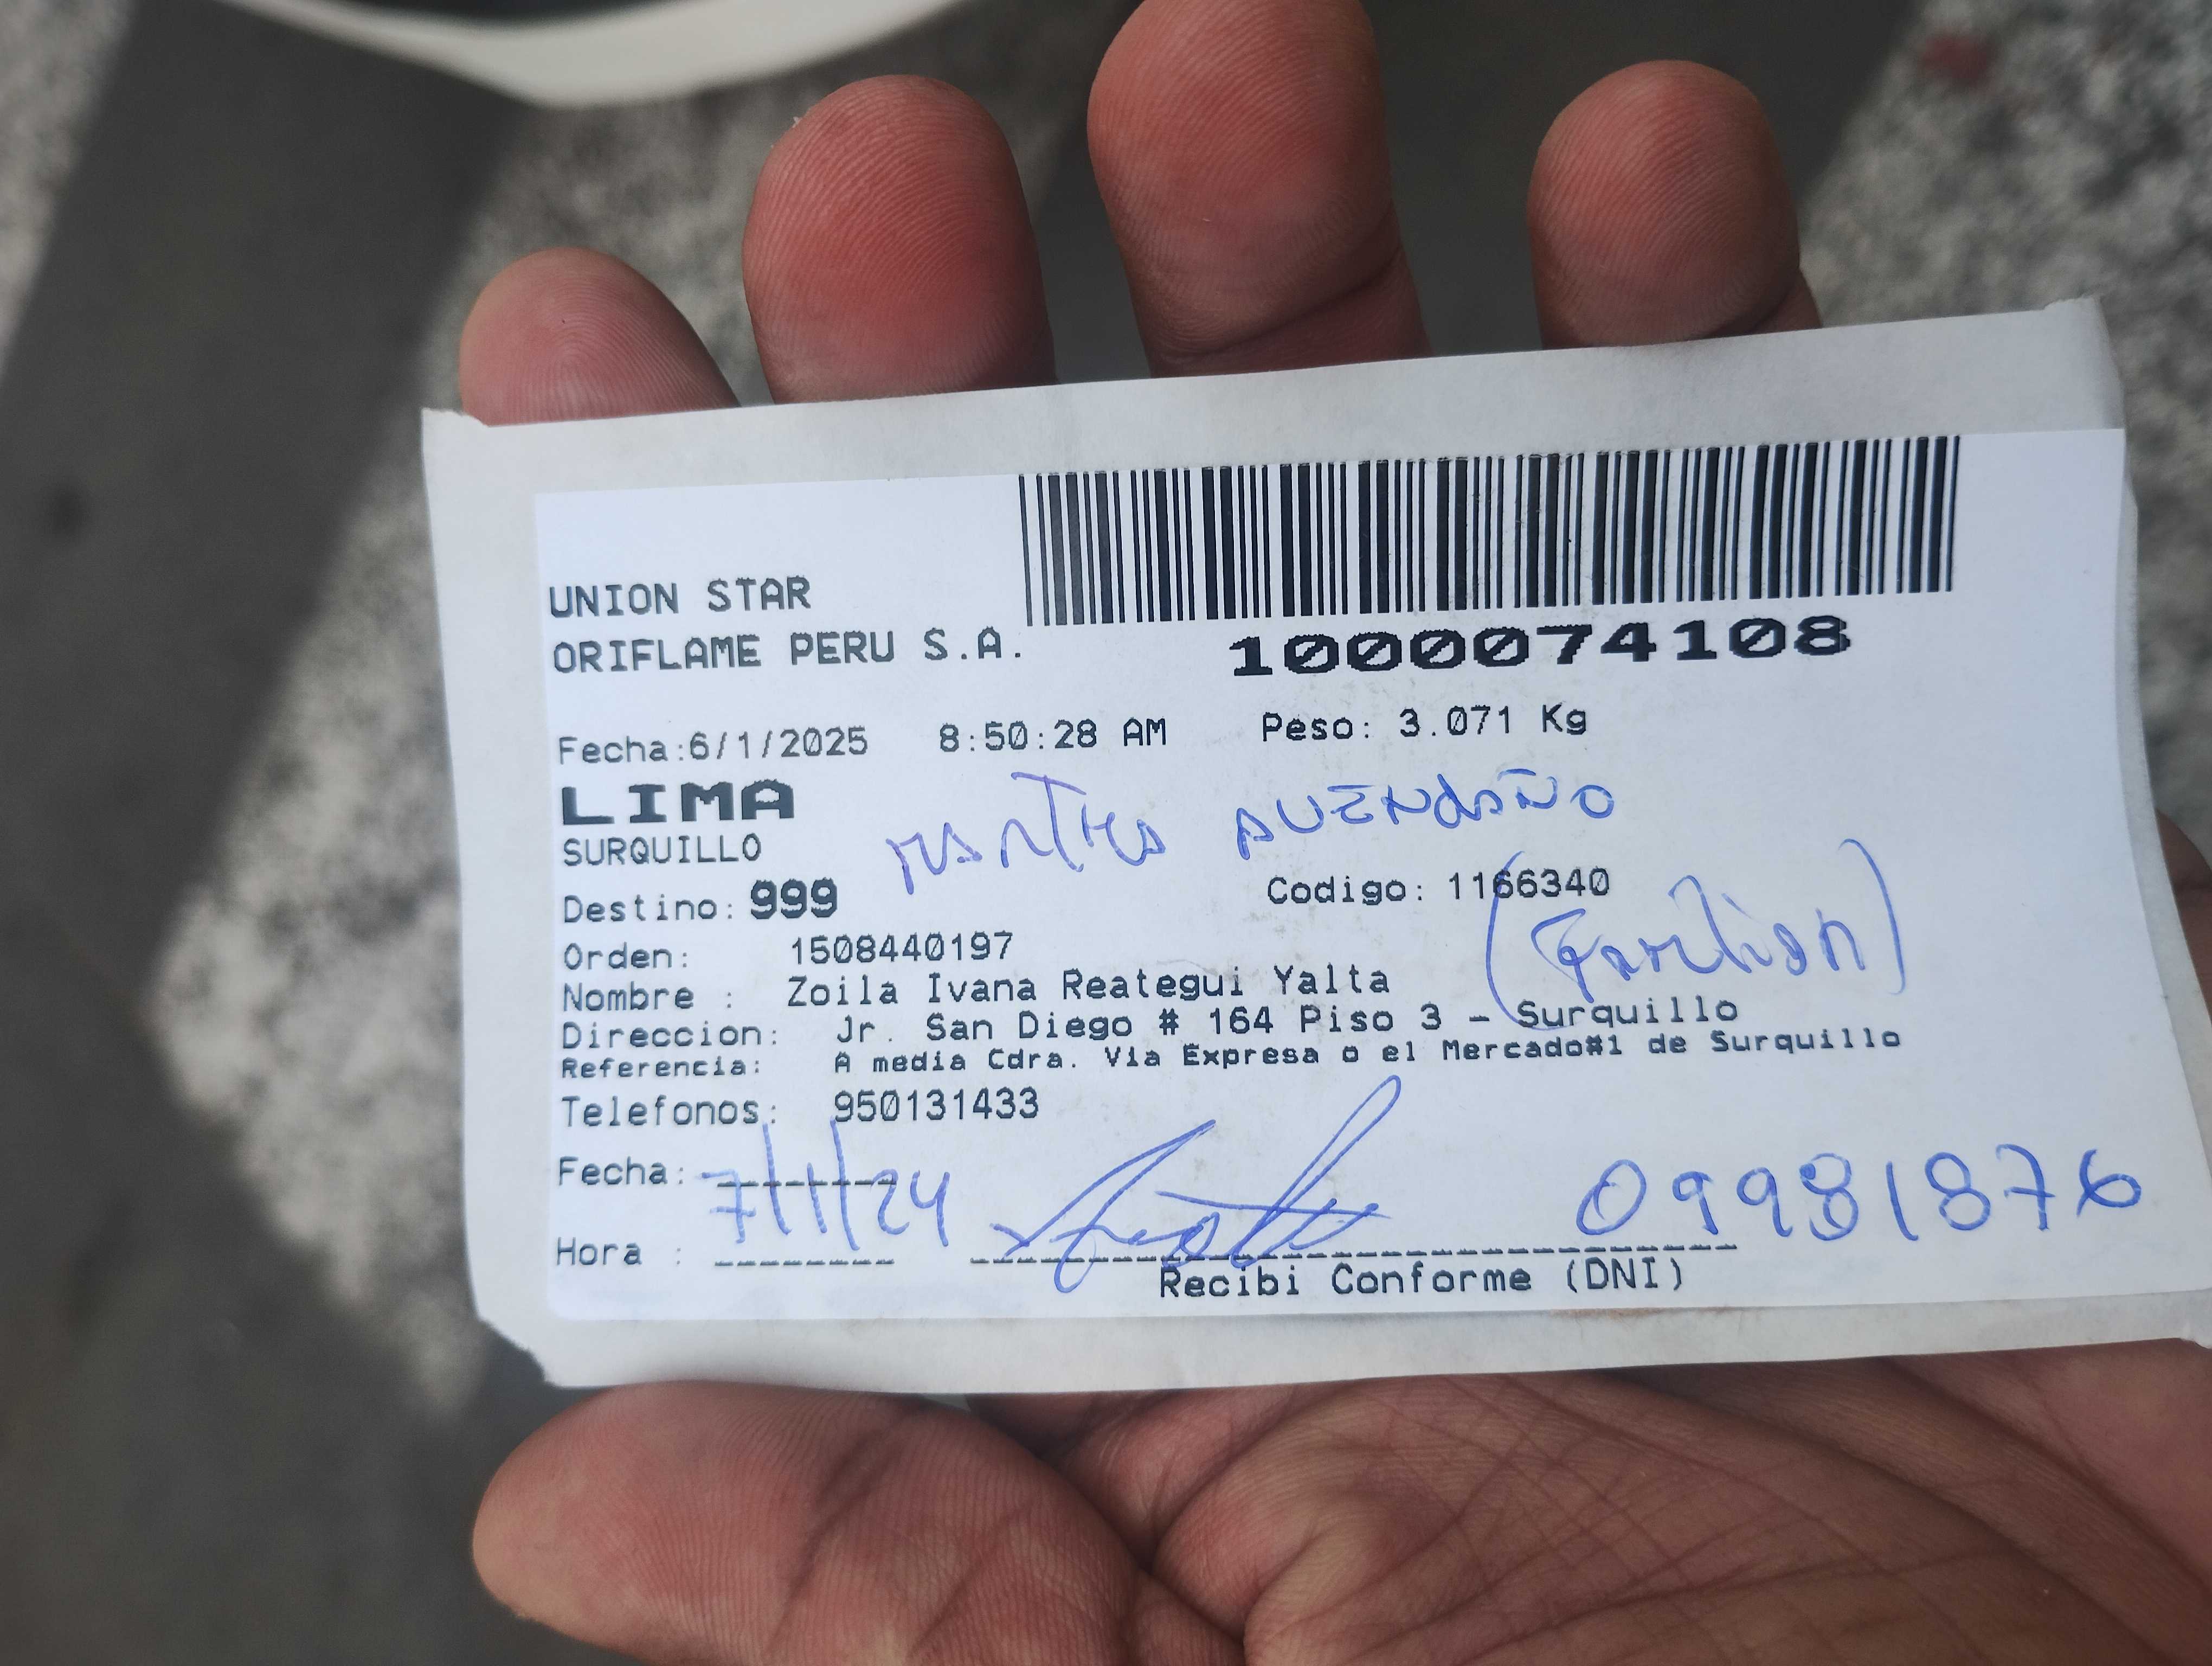 UNION STAR
ORIFLAME PERU S.A.
1000074108
Fecha:6/1/2025 8:50:28 AM Peso: 3.071 Kg
LIMA
MARTHA AVENDAÑO
SURQUILLO
Destino: 999 Codigo: 1166340
Orden: 1508440197
Nombre : Zoila Ivana Reategui Yalta
Direccion: Jr. San Diego # 164 Piso 3 - Surquillo
Referencia: A media Cdra. Via Expresa o el Mercado#1 de Surquillo
Telefonos: 950131433
Fecha: 7/1/24
09981876
Hora :
Recibi Conforme (DNI)